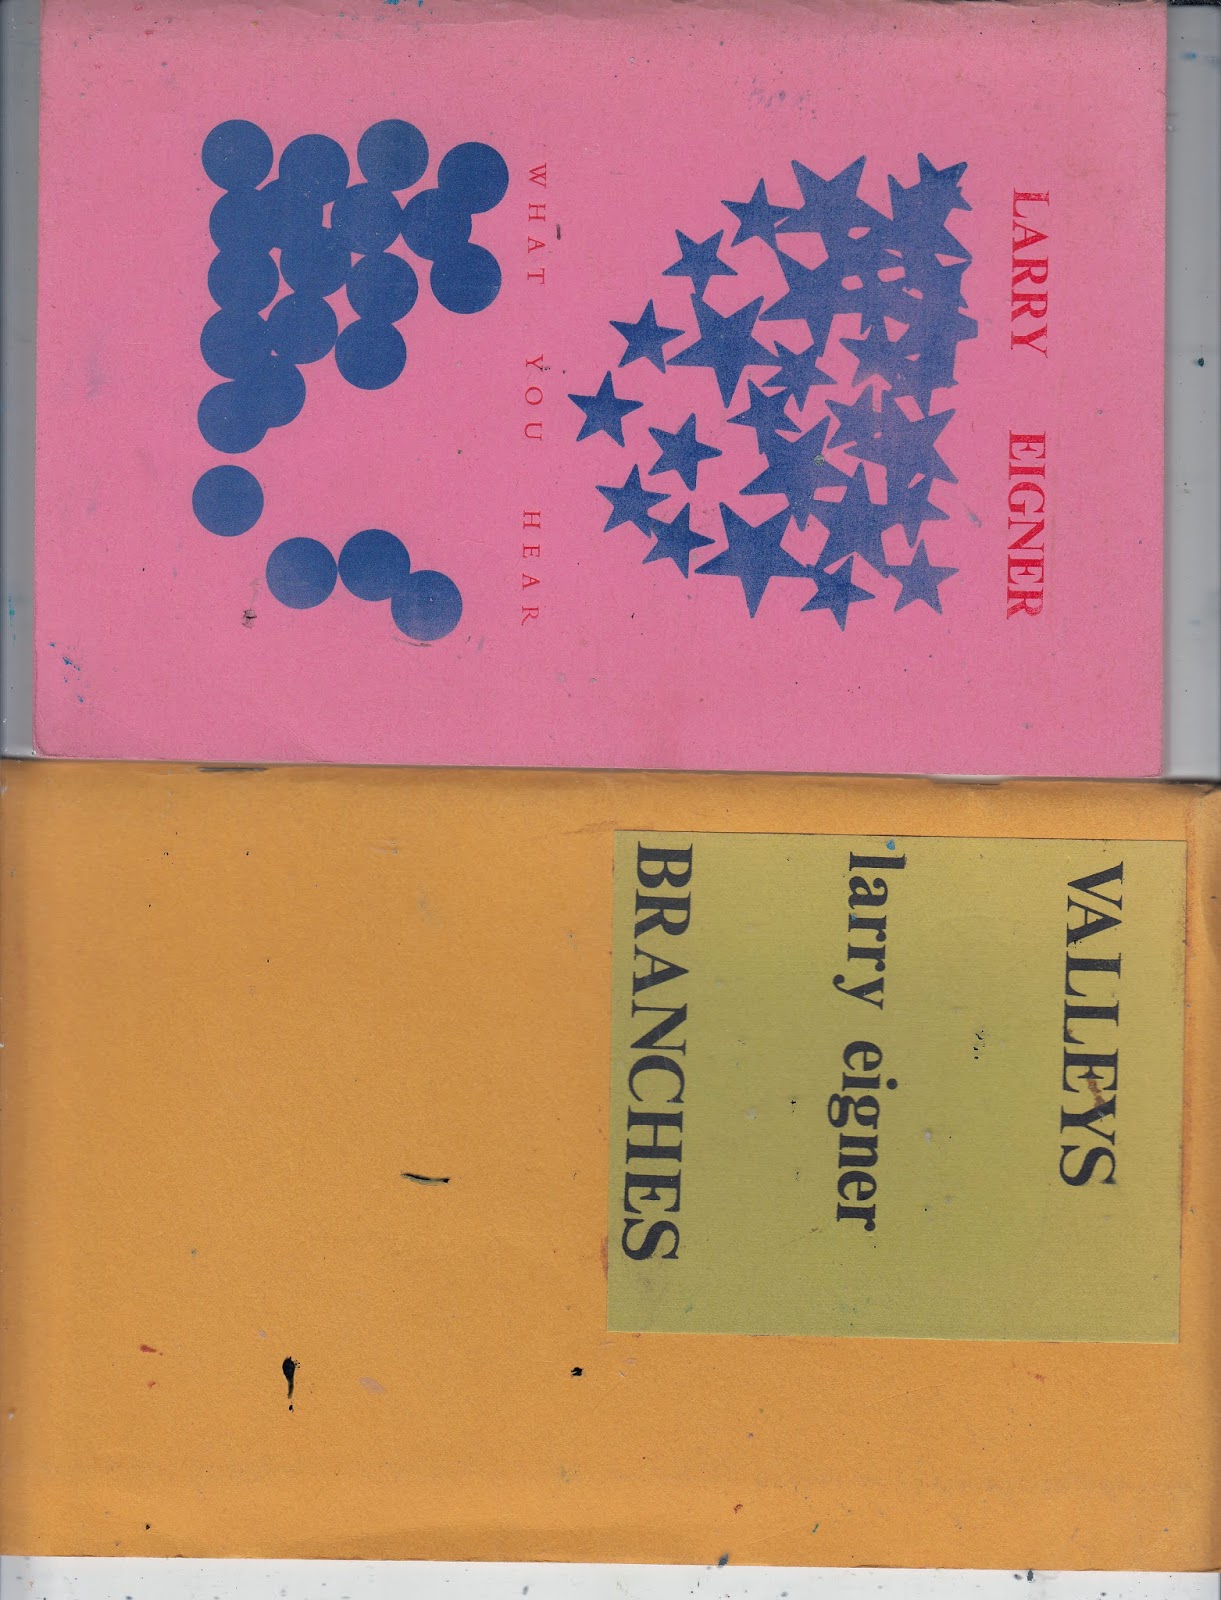 LARRY EIGNER
WHAT YOU HEAR
VALLEYS
larry eigner
BRANCHES